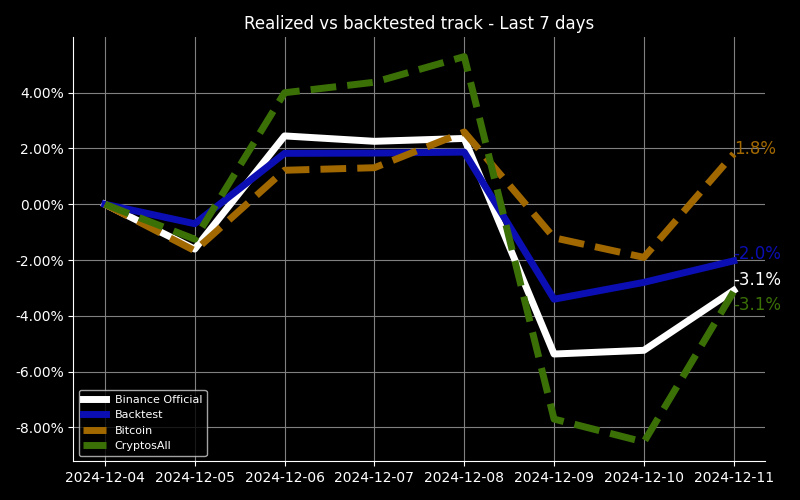 Realized vs backtested track - Last 7 days
4.00%
2.00%
0.00%
-2.00%
-4.00%
-6.00%
-8.00%
1.8%
-2.0%
-3.1%
-3.1%
Binance Official
Backtest
Bitcoin
CryptosAll
2024-12-04 2024-12-05 2024-12-06 2024-12-07 2024-12-08 2024-12-09 2024-12-10 2024-12-11